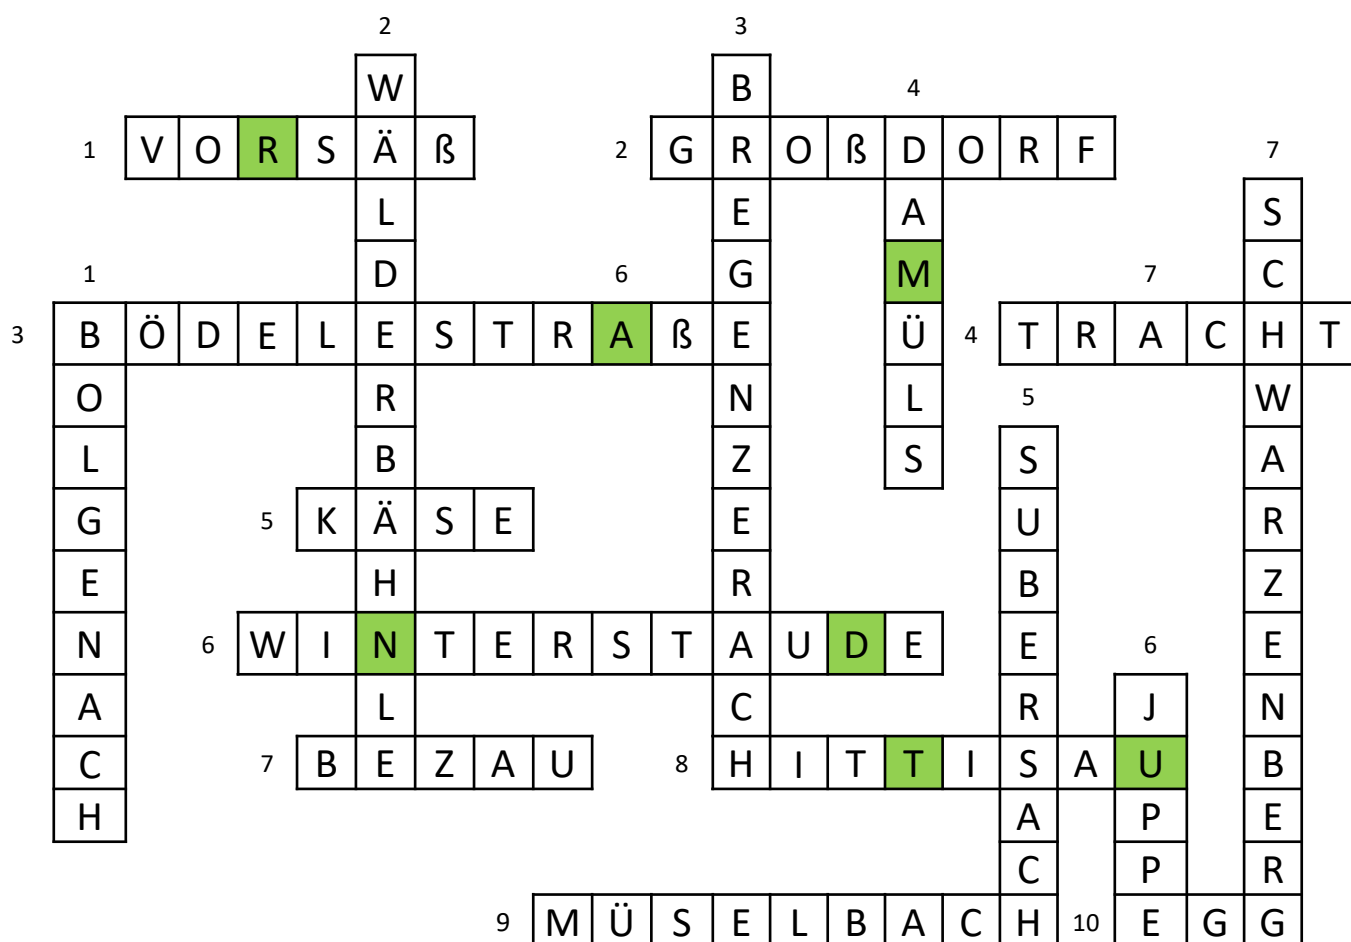 2 3
W B 4
1 V O R S Ä ß 2 G R O ß D O R F 7
L E A S
1 D 6 G M 7 C
3 B Ö D E L E S T R A ß E Ü 4 T R A C H T
O R N L 5 W
L B Z S S A
G 5 K Ä S E E U R
E H R B Z
N 6 W I N T E R S T A U D E E 6 E
A L C R J N
C 7 B E Z A U 8 H I T T I S A U B
H A P E
C P R
9 M Ü S E L B A C H 10 E G G